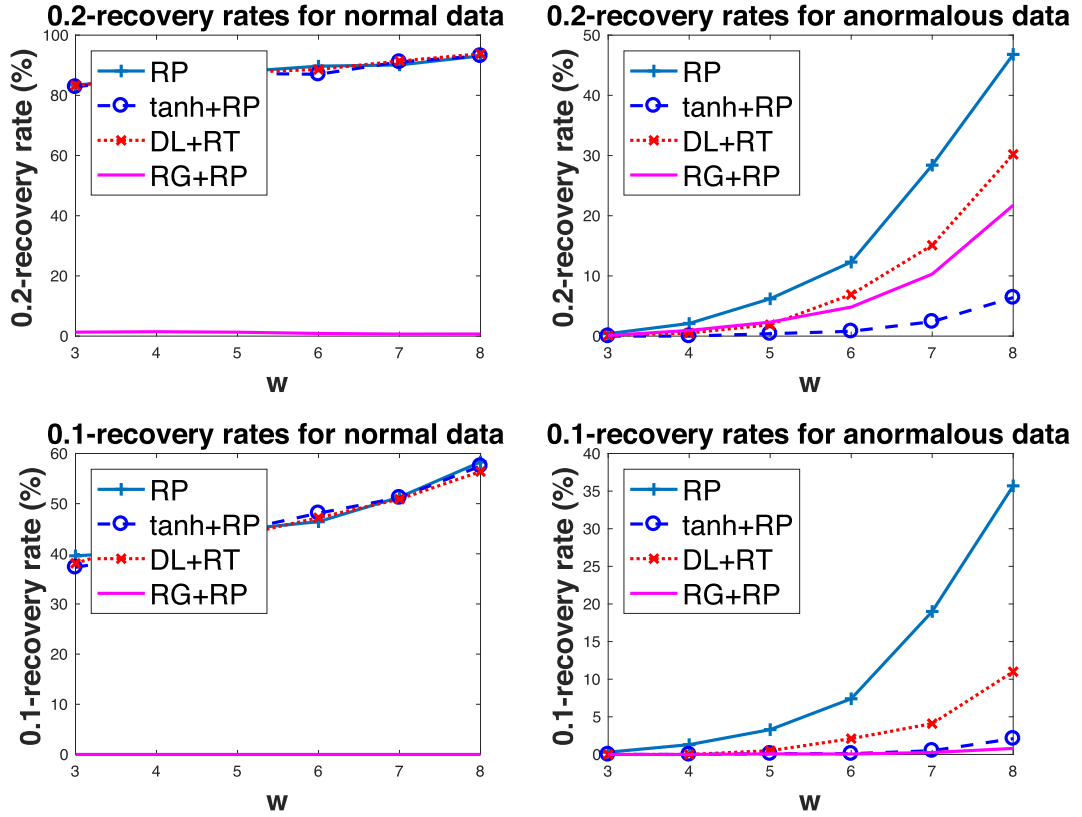 0.2-recovery rates for normal data
0.2-recovery rate (%)
100
80
60
40
20
0
RP
tanh+RP
DL+RT
RG+RP
3 4 5 6 7 8
w
0.2-recovery rates for anormalous data
0.2-recovery rate (%)
50
40
30
20
10
0
RP
tanh+RP
DL+RT
RG+RP
3 4 5 6 7 8
w
0.1-recovery rates for normal data
0.1-recovery rate (%)
60
50
40
30
20
10
0
RP
tanh+RP
DL+RT
RG+RP
3 4 5 6 7 8
w
0.1-recovery rates for anormalous data
0.1-recovery rate (%)
40
35
30
25
20
15
10
5
0
RP
tanh+RP
DL+RT
RG+RP
3 4 5 6 7 8
w